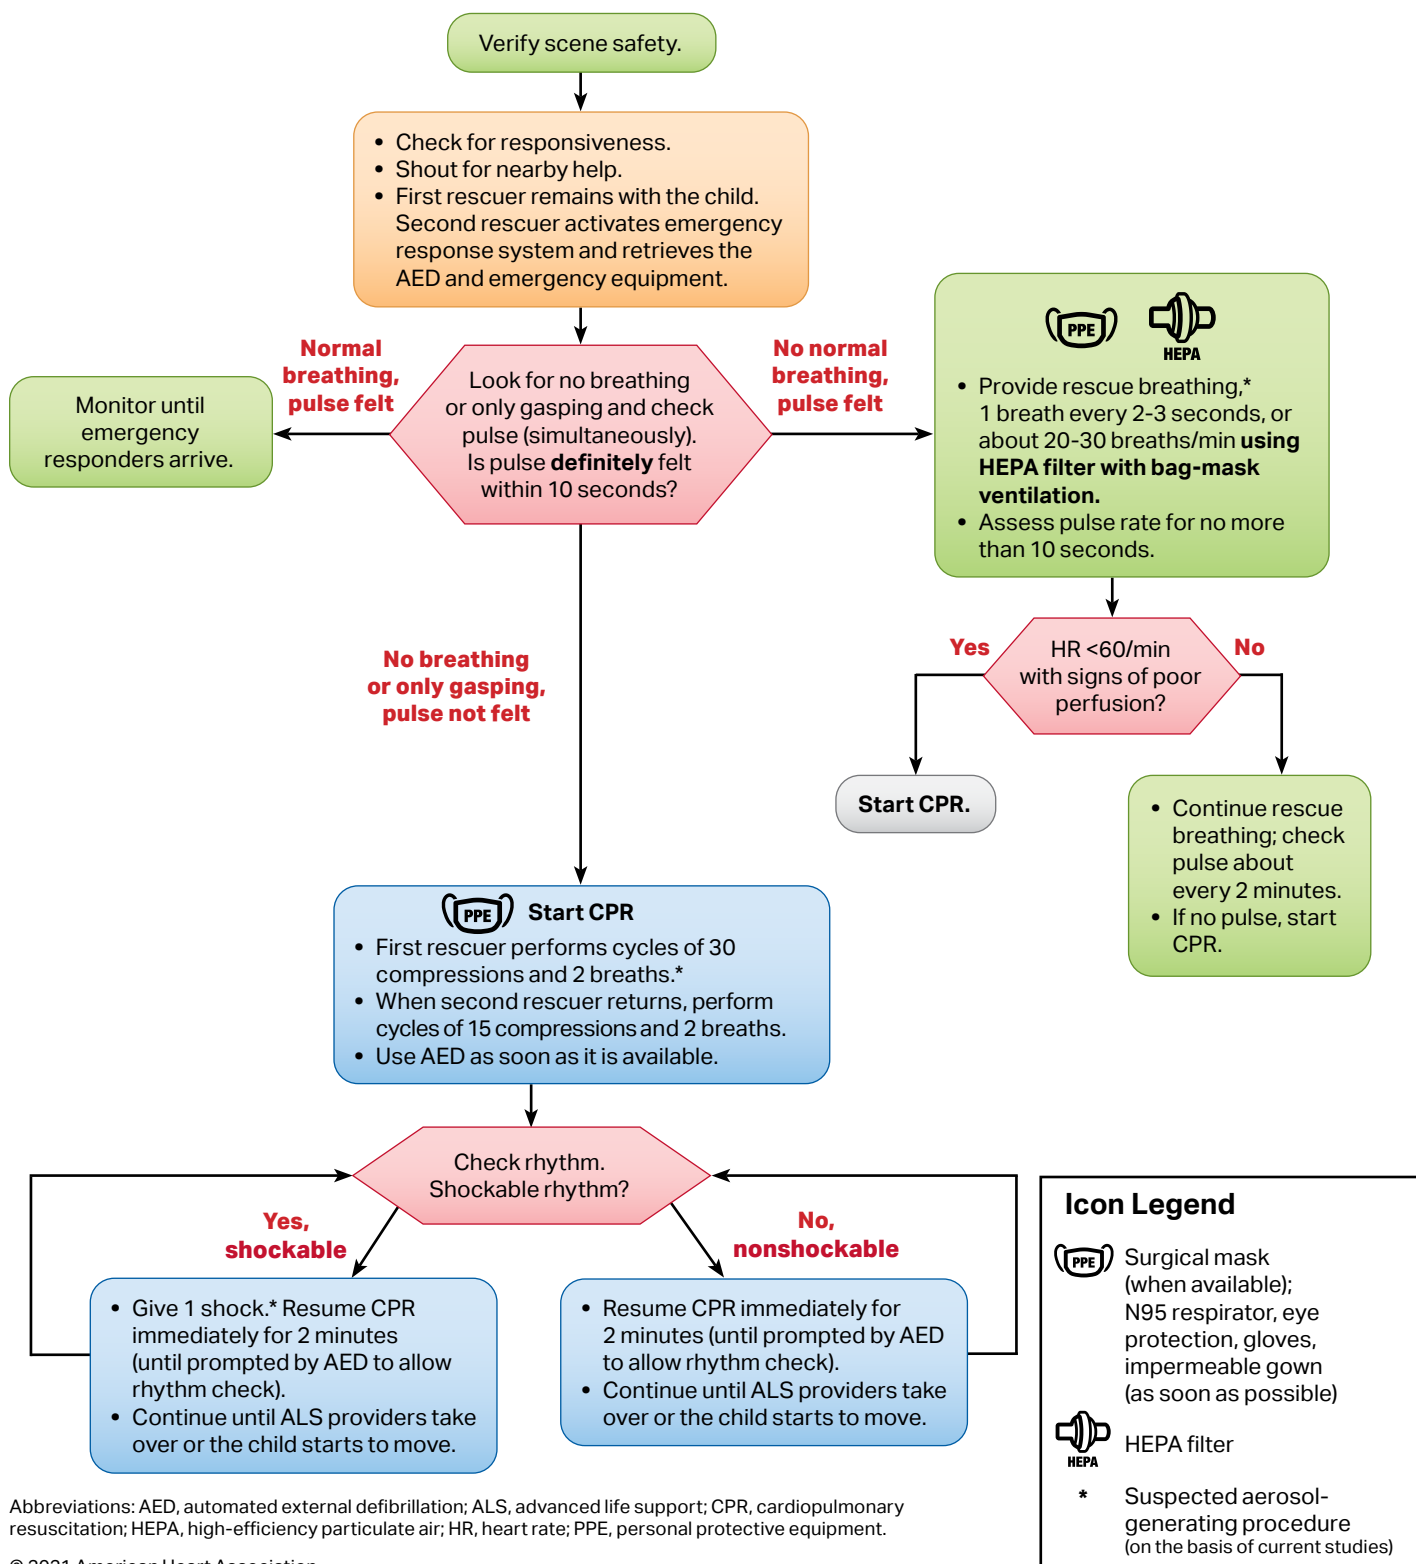 Verify scene safety.
• Check for responsiveness.
• Shout for nearby help.
• First rescuer remains with the child.
Second rescuer activates emergency
response system and retrieves the
AED and emergency equipment.
Normal
breathing,
pulse felt
Look for no breathing
or only gasping and check
pulse (simultaneously).
Is pulse definitely felt
within 10 seconds?
No normal
breathing,
pulse felt
Monitor until
emergency
responders arrive.
PPE
HEPA
• Provide rescue breathing,*
1 breath every 2-3 seconds, or
about 20-30 breaths/min using
HEPA filter with bag-mask
ventilation.
• Assess pulse rate for no more
than 10 seconds.
Yes
HR <60/min
with signs of poor
perfusion?
No
No breathing
or only gasping,
pulse not felt
Start CPR.
• Continue rescue
breathing; check
pulse about
every 2 minutes.
• If no pulse, start
CPR.
PPE Start CPR
• First rescuer performs cycles of 30
compressions and 2 breaths.*
• When second rescuer returns, perform
cycles of 15 compressions and 2 breaths.
• Use AED as soon as it is available.
Check rhythm.
Shockable rhythm?
Yes,
shockable
No,
nonshockable
• Give 1 shock.* Resume CPR
immediately for 2 minutes
(until prompted by AED to allow
rhythm check).
• Continue until ALS providers take
over or the child starts to move.
• Resume CPR immediately for
2 minutes (until prompted by AED
to allow rhythm check).
• Continue until ALS providers take
over or the child starts to move.
Icon Legend
PPE Surgical mask
(when available);
N95 respirator, eye
protection, gloves,
impermeable gown
(as soon as possible)
HEPA HEPA filter
* Suspected aerosol-
generating procedure
(on the basis of current studies)
Abbreviations: AED, automated external defibrillation; ALS, advanced life support; CPR, cardiopulmonary
resuscitation; HEPA, high-efficiency particulate air; HR, heart rate; PPE, personal protective equipment.
© 2021 American Heart Association